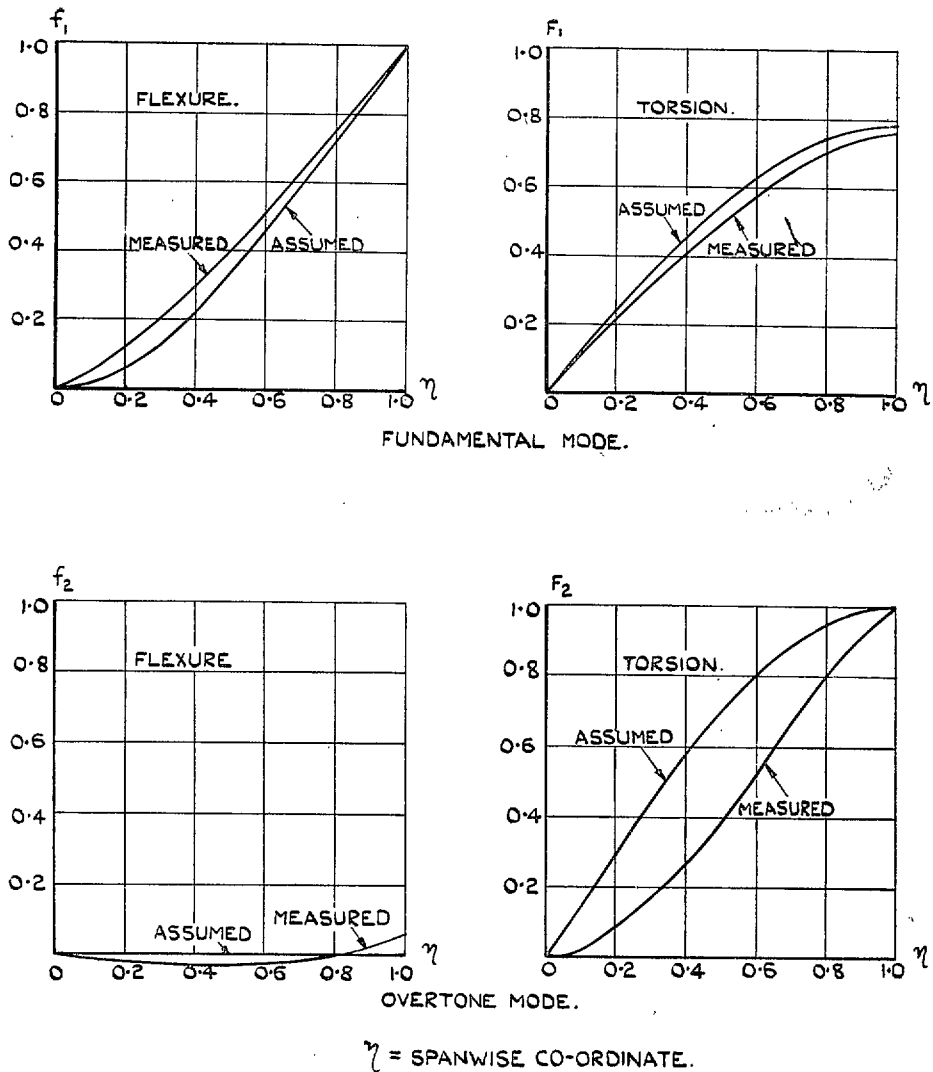 f₁
1.0
0.8
0.6
0.4
0.2
0
0.2
0.4
0.6
0.8
1.0
η
FLEXURE.
MEASURED
ASSUMED
F₁
1.0
0.8
0.6
0.4
0.2
0
0.2
0.4
0.6
0.8
1.0
η
TORSION.
ASSUMED
MEASURED
FUNDAMENTAL MODE.
f₂
1.0
0.8
0.6
0.4
0.2
0
0
0.2
0.4
0.6
0.8
1.0
η
FLEXURE
ASSUMED
MEASURED
F₂
1.0
0.8
0.6
0.4
0.2
0
0
0.2
0.4
0.6
0.8
1.0
η
TORSION.
ASSUMED
MEASURED
OVERTONE MODE.
η = SPANWISE CO-ORDINATE.